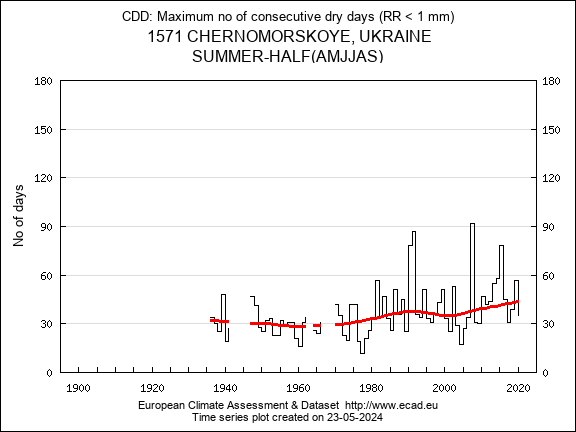 CDD: Maximum no of consecutive dry days (RR < 1 mm)
1571 CHERNOMORSKOYE, UKRAINE
SUMMER-HALF(AMJJAS)
180 180
150 150
120 120
90 90
60 60
30 30
0 0
No of days
1900 1920 1940 1960 1980 2000 2020
European Climate Assessment & Dataset http://www.ecad.eu
Time series plot created on 23-05-2024